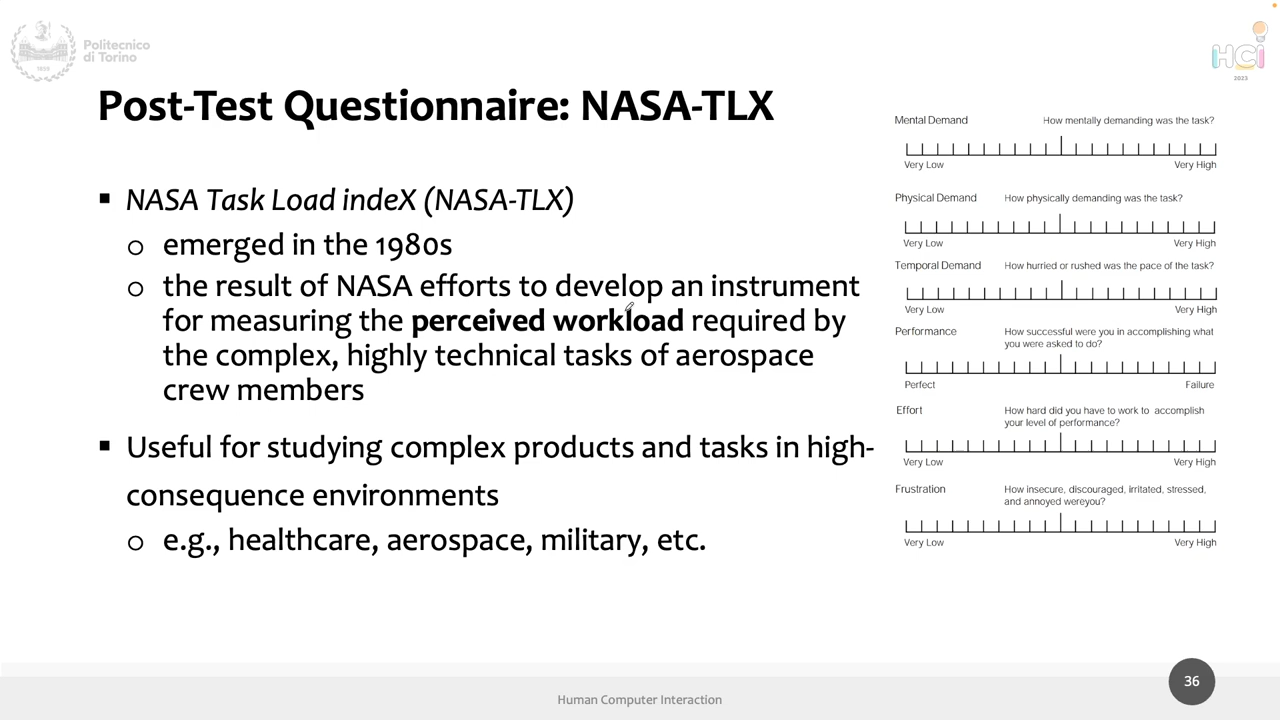 Politecnico
di Torino
1859
HCI
2023
Post-Test Questionnaire: NASA-TLX
▪ NASA Task Load indeX (NASA-TLX)
o emerged in the 1980s
o the result of NASA efforts to develop an instrument
for measuring the perceived workload required by
the complex, highly technical tasks of aerospace
crew members
▪ Useful for studying complex products and tasks in high-
consequence environments
o e.g., healthcare, aerospace, military, etc.
Mental Demand How mentally demanding was the task?
Very Low Very High
Physical Demand How physically demanding was the task?
Very Low Very High
Temporal Demand How hurried or rushed was the pace of the task?
Very Low Very High
Performance How successful were you in accomplishing what
you were asked to do?
Perfect Failure
Effort How hard did you have to work to accomplish
your level of performance?
Very Low Very High
Frustration How insecure, discouraged, irritated, stressed,
and annoyed wereyou?
Very Low Very High
Human Computer Interaction
36